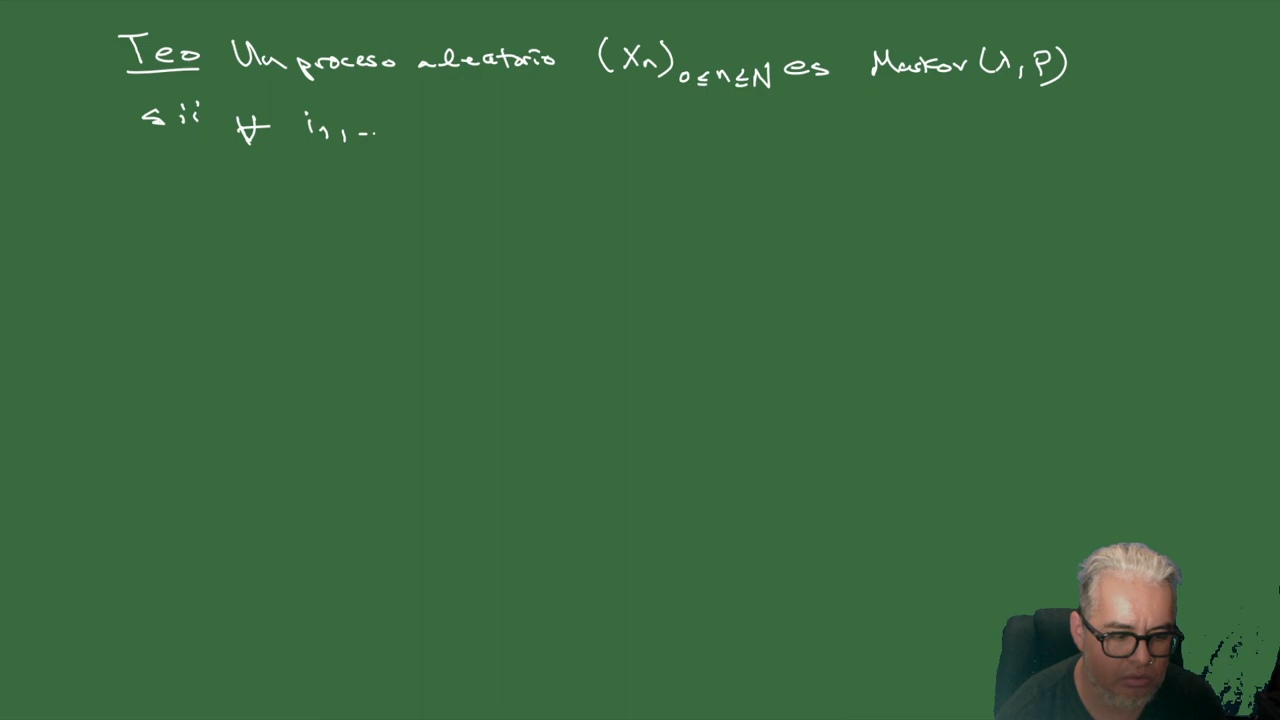 Teo Un proceso aleatorio (Xn)0≤n≤N es Markov(λ, P)
sii ∀ i1, ..